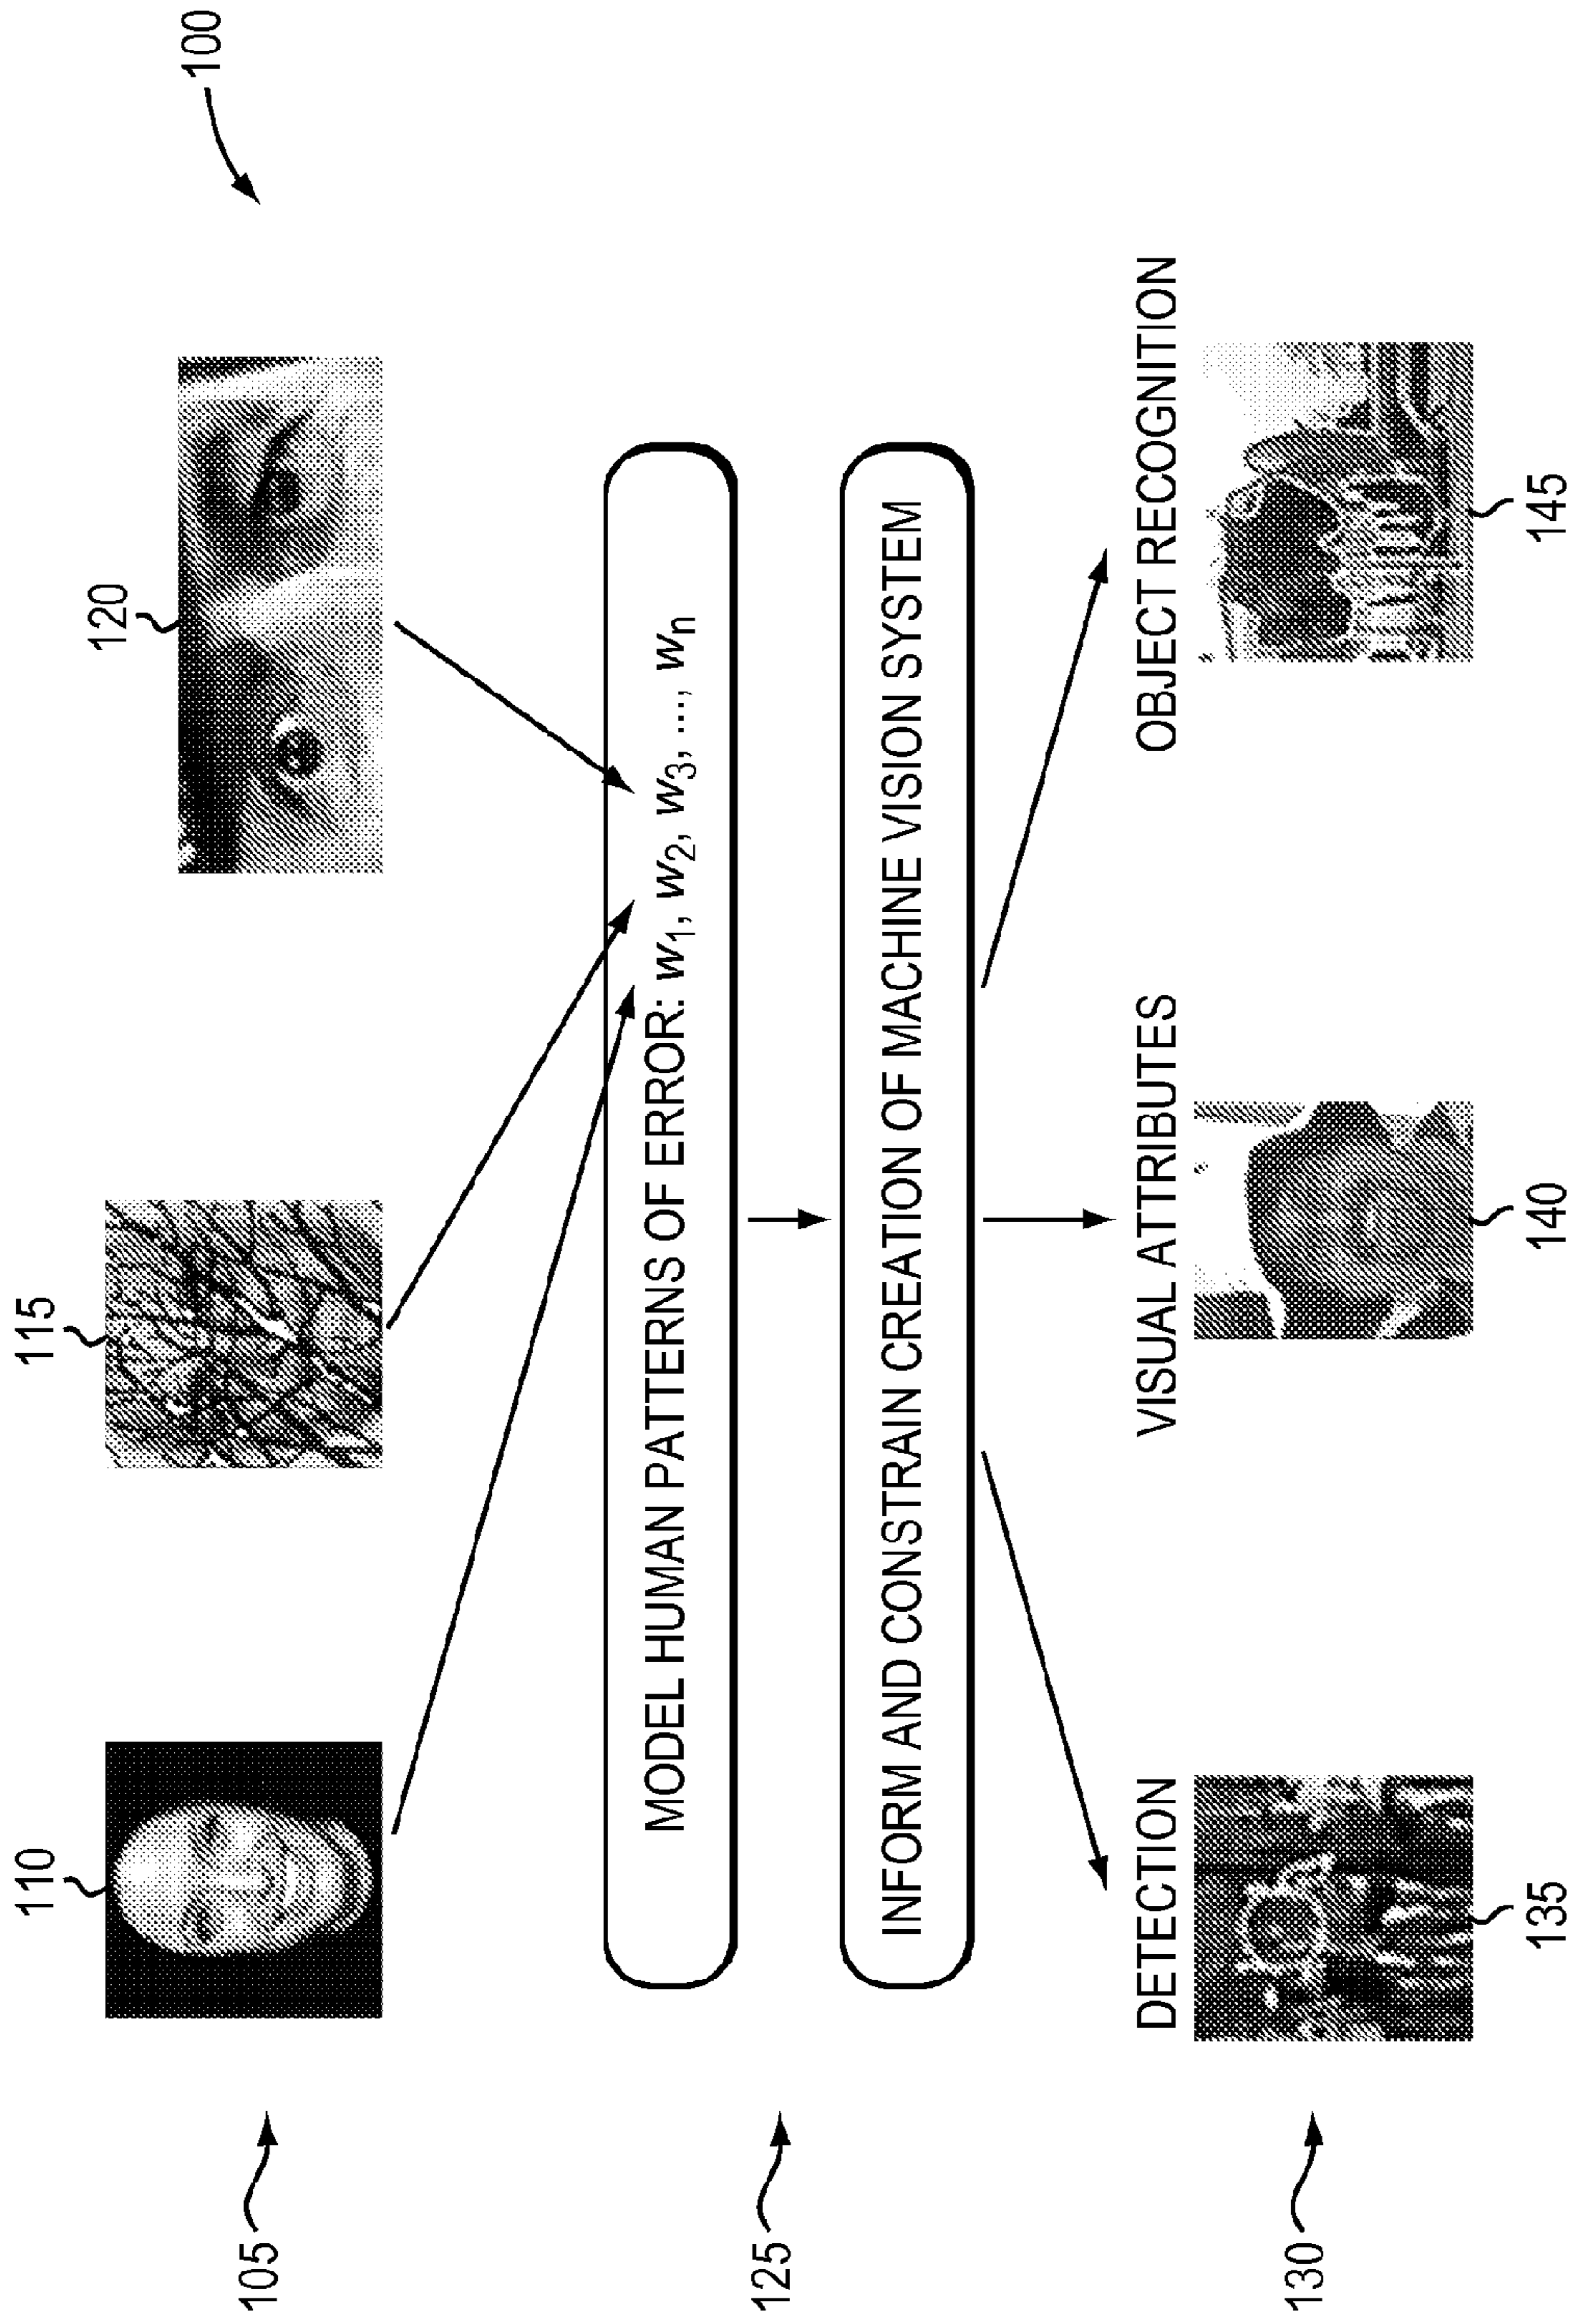 100
110
115
120
105
MODEL HUMAN PATTERNS OF ERROR: w1, w2, w3, ..., wn
125
INFORM AND CONSTRAIN CREATION OF MACHINE VISION SYSTEM
DETECTION
VISUAL ATTRIBUTES
OBJECT RECOGNITION
130
135
140
145